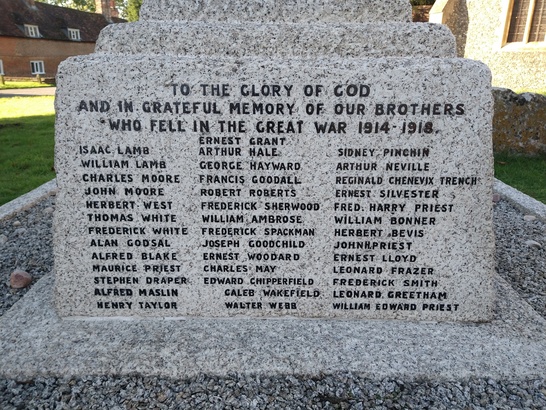 TO THE GLORY OF GOD
AND IN GRATEFUL MEMORY OF OUR BROTHERS
WHO FELL IN THE GREAT WAR 1914-1918.
ISAAC LAMB
WILLIAM LAMB
CHARLES MOORE
JOHN MOORE
HERBERT WEST
THOMAS WHITE
FREDERICK WHITE
ALAN GODSAL
ALFRED BLAKE
MAURICE PRIEST
STEPHEN DRAPER
ALFRED MASLIN
HENRY TAYLOR
ERNEST GRANT
ARTHUR HALE
GEORGE HAYWARD
FRANCIS GOODALL
ROBERT ROBERTS
FREDERICK SHERWOOD
WILLIAM AMBROSE
FREDERICK SPACKMAN
JOSEPH GOODCHILD
ERNEST WOODARD
CHARLES MAY
EDWARD CHIPPERFIELD
CALEB WAKEFIELD
WALTER WEBB
SIDNEY PINCHIN
ARTHUR NEVILLE
REGINALD CHENEVIX TRENCH
ERNEST SILVESTER
FRED. HARRY PRIEST
WILLIAM BONNER
HERBERT BEVIS
JOHN H. PRIEST
ERNEST LLOYD
LEONARD FRAZER
FREDERICK SMITH
LEONARD GREETHAM
WILLIAM EDWARD PRIEST